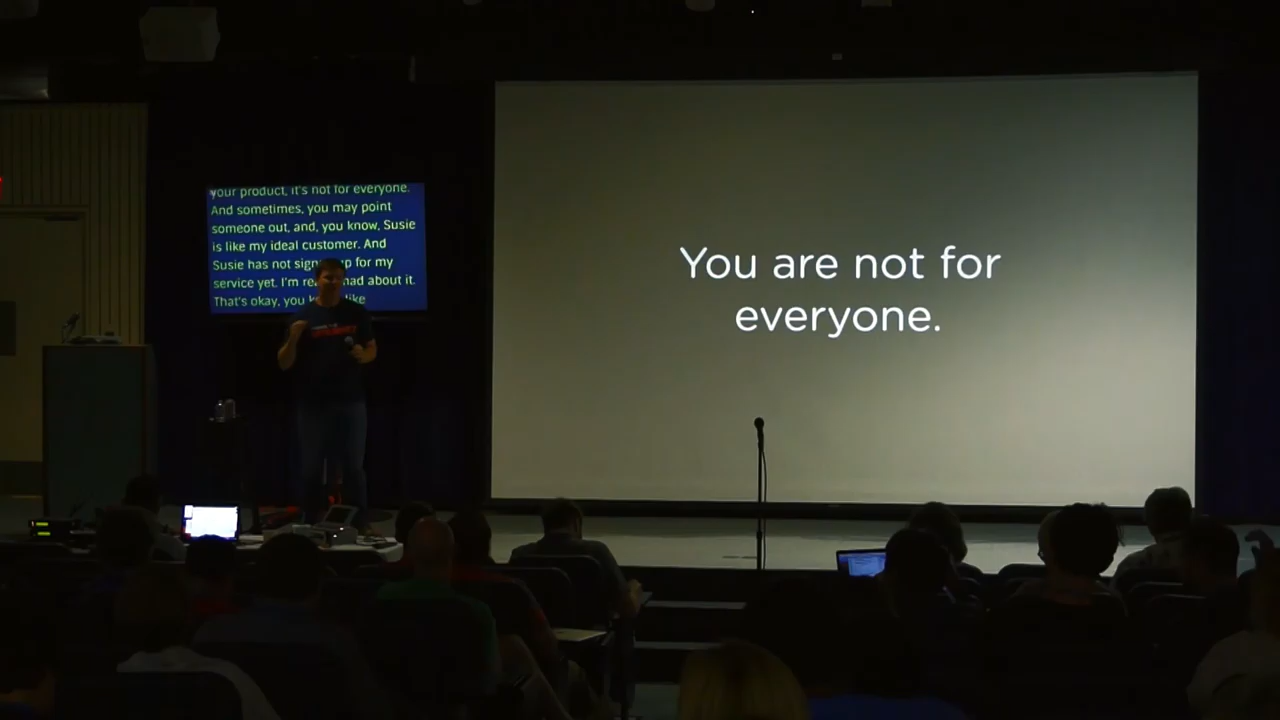 your product, it's not for everyone.
And sometimes, you may point
someone out, and, you know, Susie
is like my ideal customer. And
Susie has not sign up for my
service yet. I'm mad about it.
That's okay, you like
You are not for
everyone.